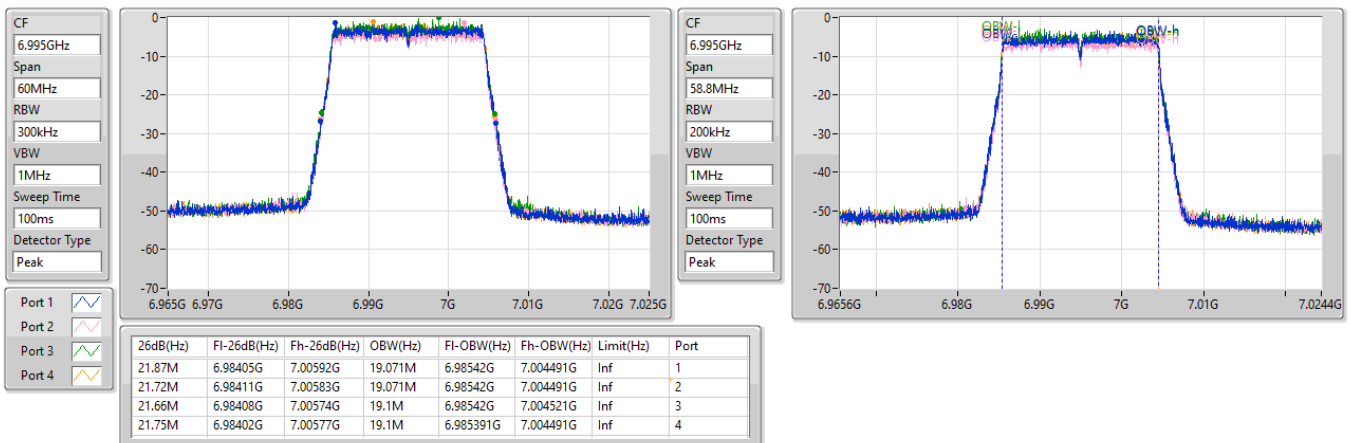 CF
6.995GHz
Span
60MHz
RBW
300kHz
VBW
1MHz
Sweep Time
100ms
Detector Type
Peak
0
-10
-20
-30
-40
-50
-60
-70
6.965G 6.97G 6.98G 6.99G 7G 7.01G 7.02G 7.025G
CF
6.995GHz
Span
58.8MHz
RBW
200kHz
VBW
1MHz
Sweep Time
100ms
Detector Type
Peak
0
-10
-20
-30
-40
-50
-60
-70
OBW-l
OBW-h
6.9656G 6.98G 6.99G 7G 7.01G 7.0244G
Port 1
Port 2
Port 3
Port 4
26dB(Hz) Fl-26dB(Hz) Fh-26dB(Hz) OBW(Hz) Fl-OBW(Hz) Fh-OBW(Hz) Limit(Hz) Port
21.87M 6.98405G 7.00592G 19.071M 6.98542G 7.004491G Inf 1
21.72M 6.98411G 7.00583G 19.071M 6.98542G 7.004491G Inf 2
21.66M 6.98408G 7.00574G 19.1M 6.98542G 7.004521G Inf 3
21.75M 6.98402G 7.00577G 19.1M 6.985391G 7.004491G Inf 4